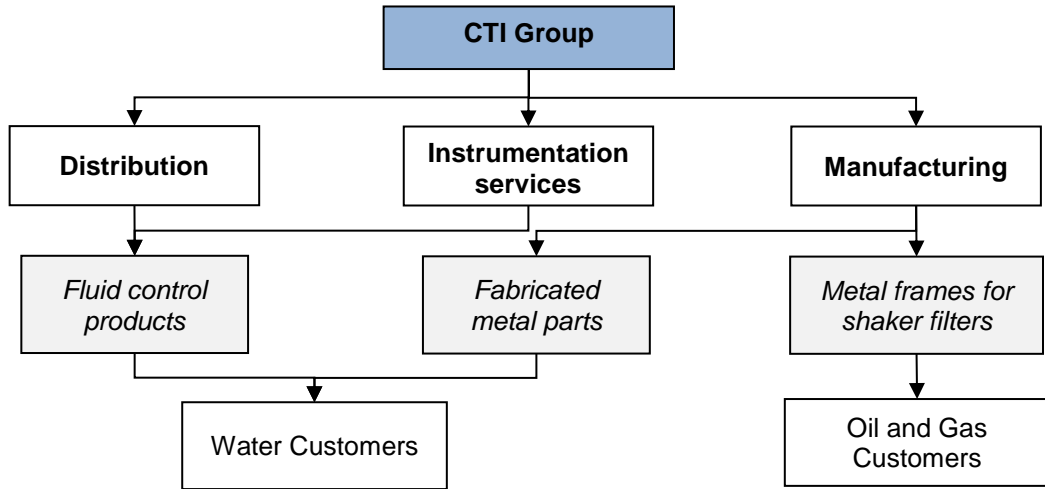 CTI Group
Distribution
Instrumentation
services
Manufacturing
Fluid control
products
Fabricated
metal parts
Metal frames for
shaker filters
Water Customers
Oil and Gas
Customers